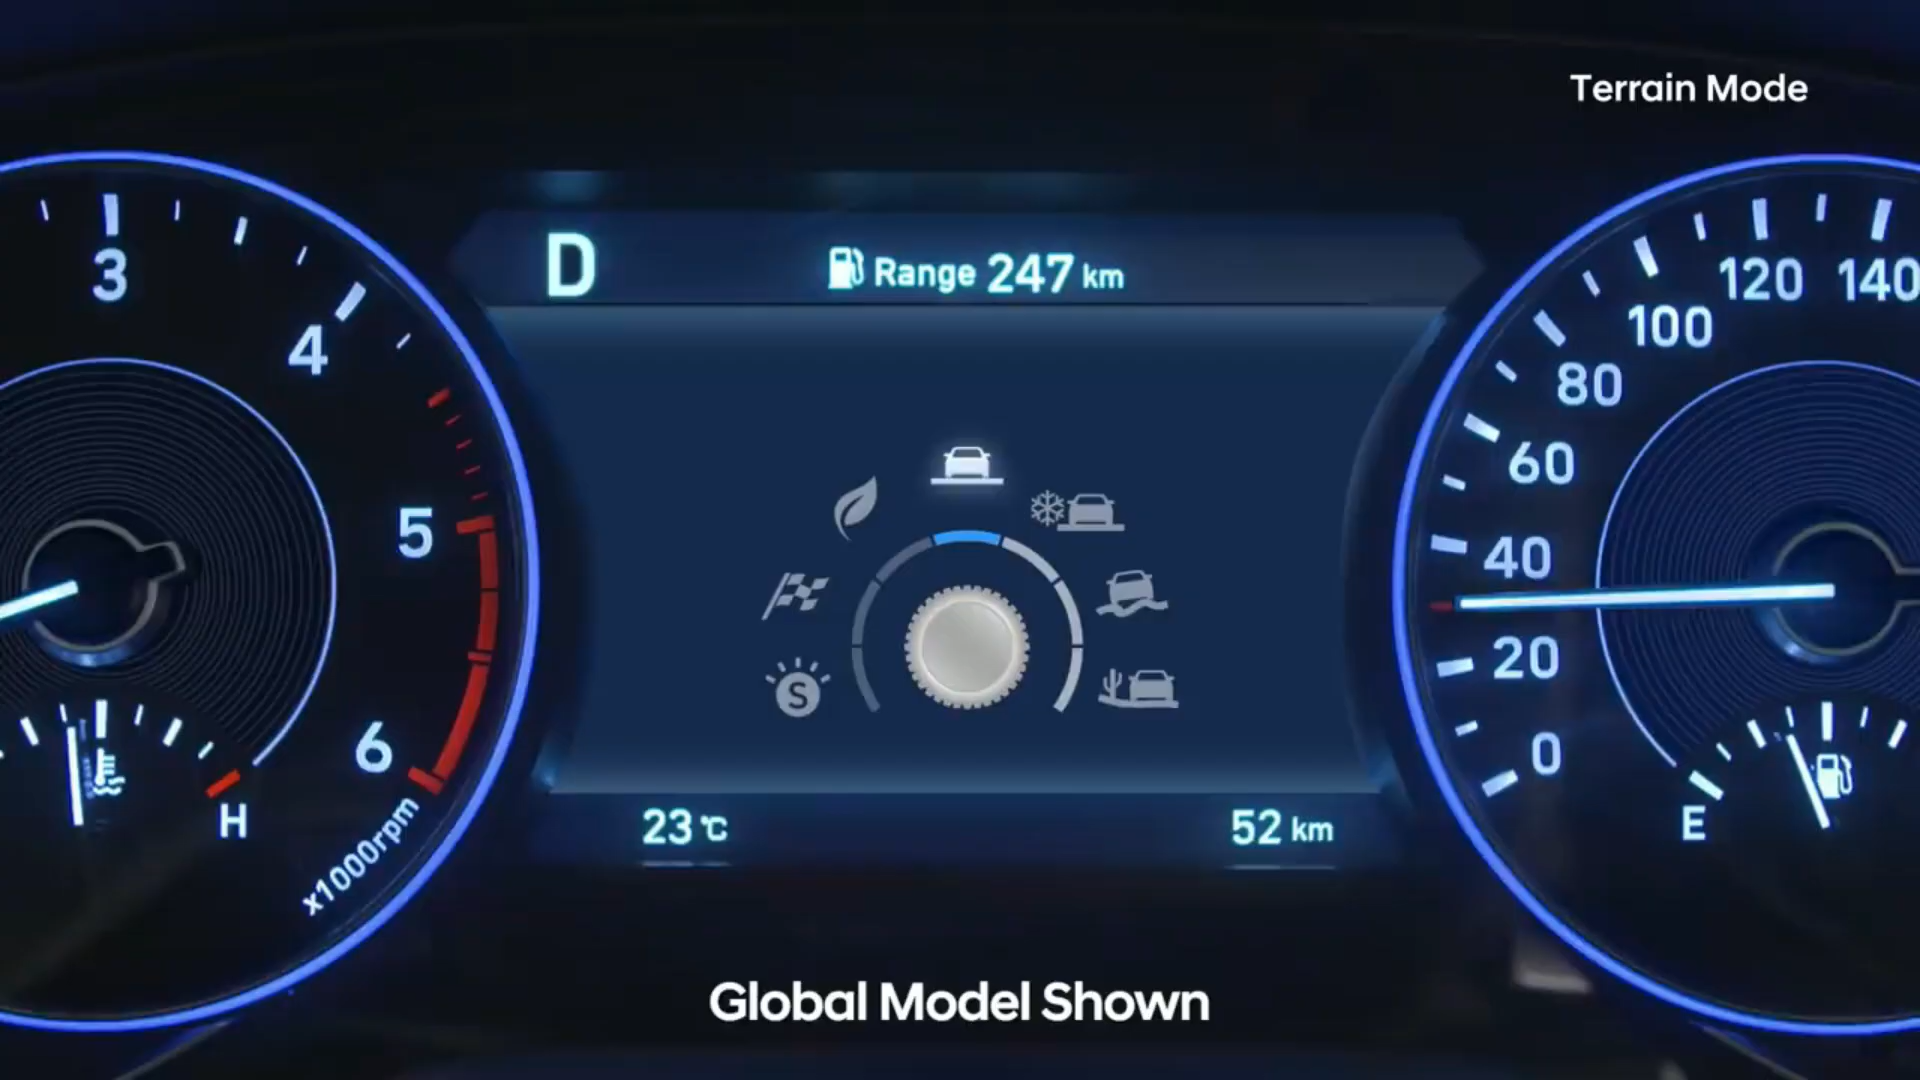 Terrain Mode
D
Range 247 km
3
4
5
6
x1000rpm
H
S
23 ℃
52 km
140
120
100
80
60
40
20
0
E
Global Model Shown